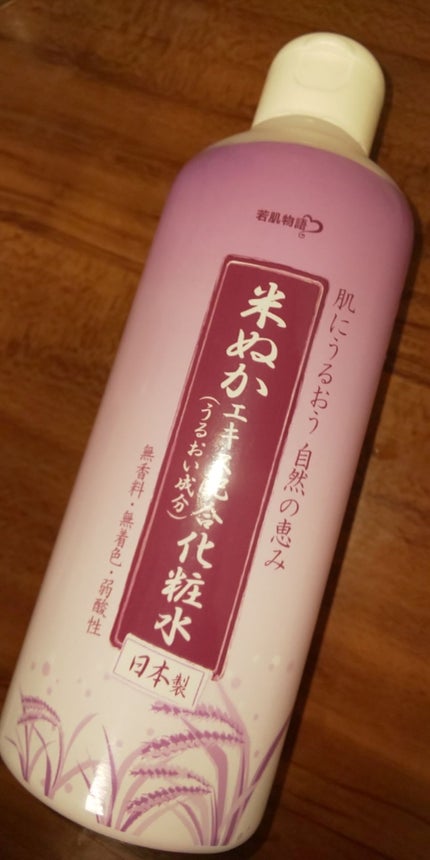 若肌物語
肌にうるおう 自然の恵み
米ぬかエキス配合化粧水
(うるおい成分)
無香料・無着色・弱酸性
日本製